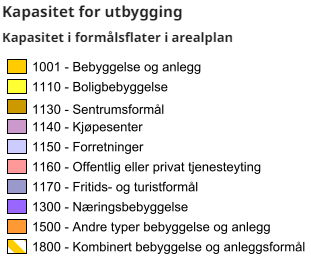 Kapasitet for utbygging
Kapasitet i formålsflater i arealplan
1001 - Bebyggelse og anlegg
1110 - Boligbebyggelse
1130 - Sentrumsformål
1140 - Kjøpesenter
1150 - Forretninger
1160 - Offentlig eller privat tjenesteyting
1170 - Fritids- og turistformål
1300 - Næringsbebyggelse
1500 - Andre typer bebyggelse og anlegg
1800 - Kombinert bebyggelse og anleggsformål